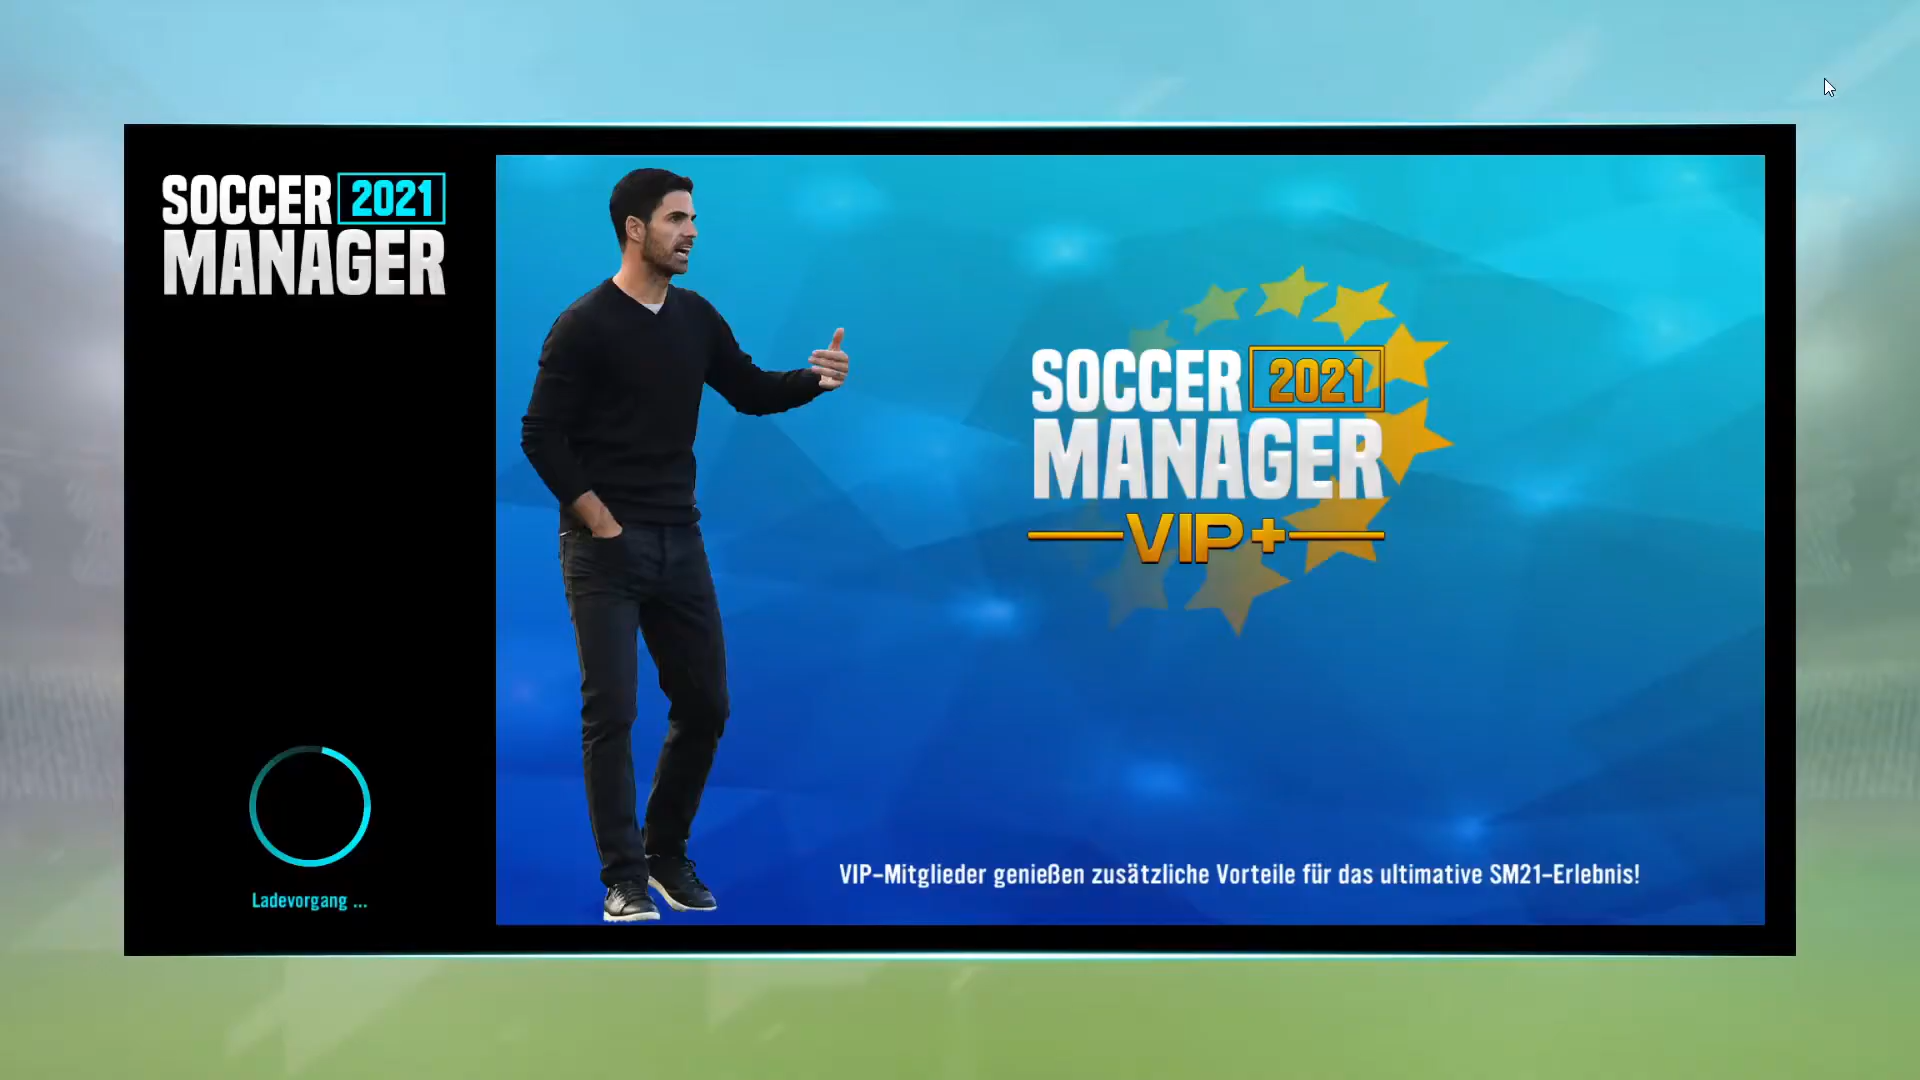 SOCCER 2021
MANAGER
SOCCER 2021
MANAGER
VIP+
VIP-Mitglieder genießen zusätzliche Vorteile für das ultimative SM21-Erlebnis!
Ladevorgang ...